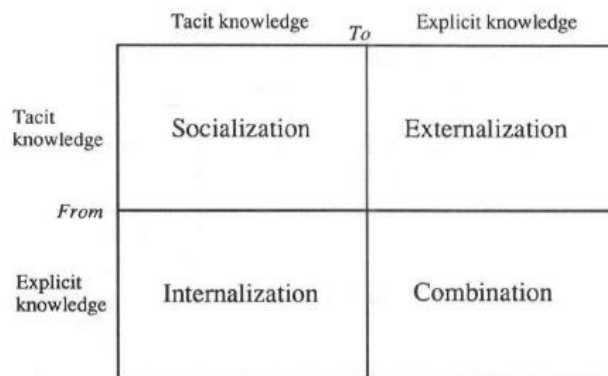 Tacit knowledge
To
Explicit knowledge
Tacit
knowledge
Socialization
Externalization
From
Explicit
knowledge
Internalization
Combination